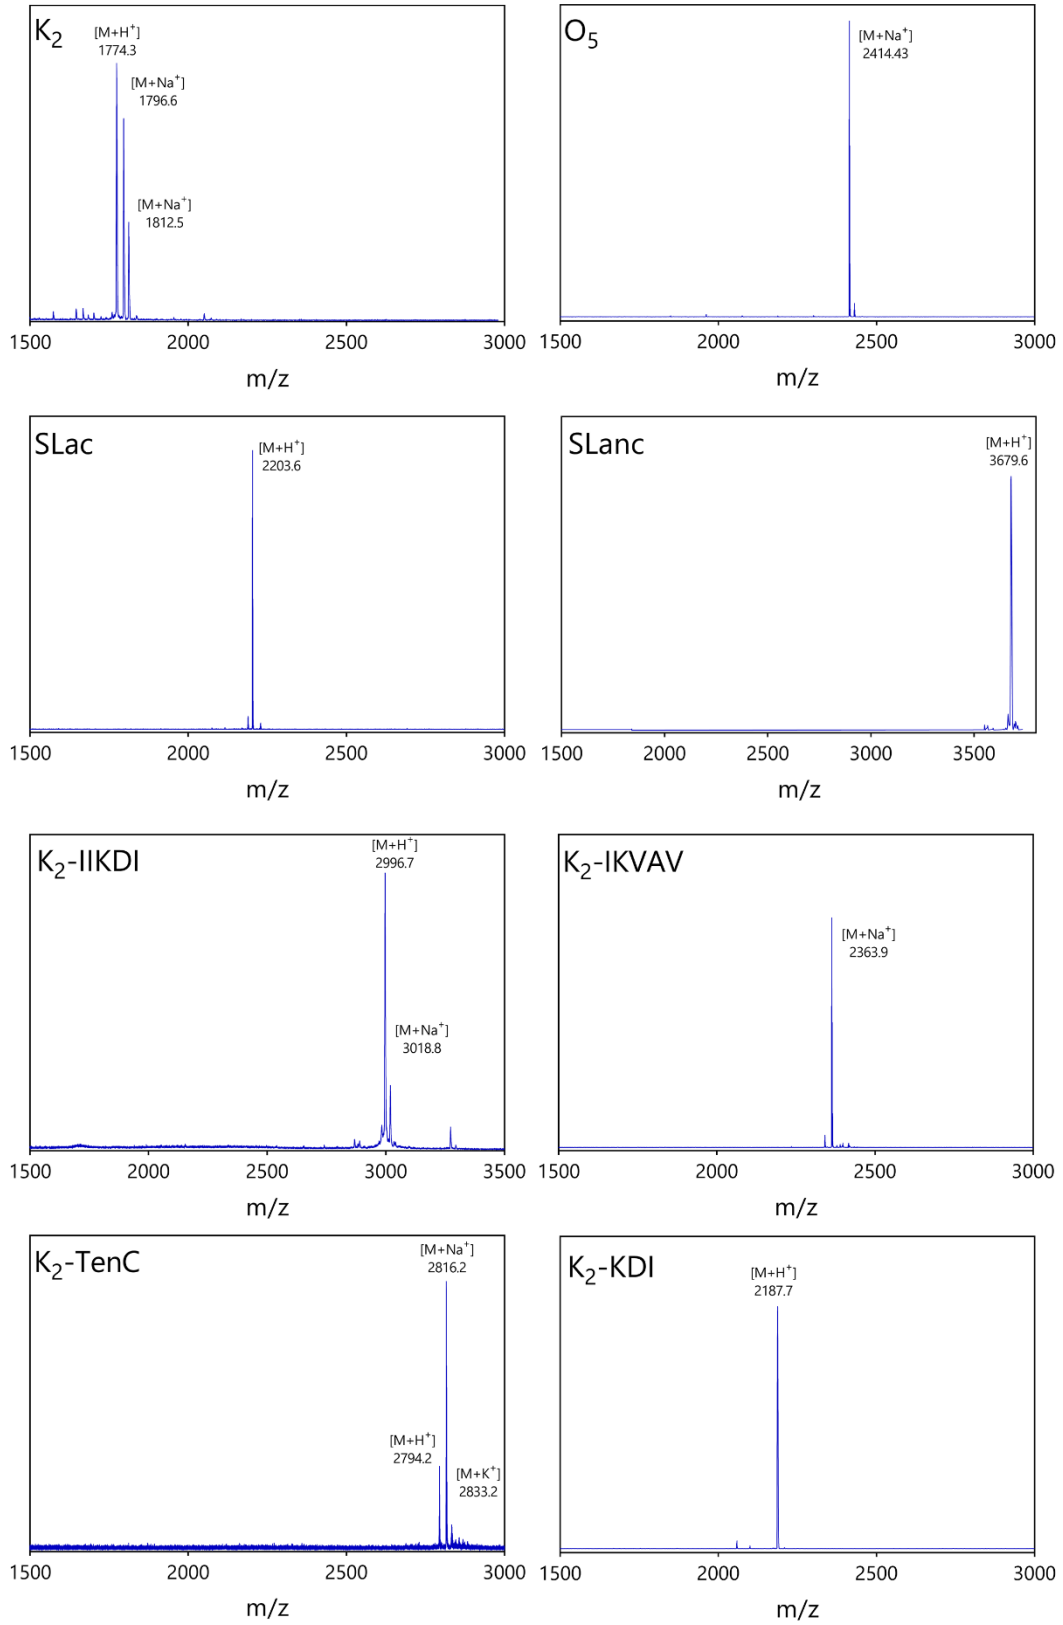 K2
[M+H+]
1774.3
[M+Na+]
1796.6
[M+Na+]
1812.5
1500 2000 2500 3000
m/z
O5
[M+Na+]
2414.43
1500 2000 2500 3000
m/z
SLac
[M+H+]
2203.6
1500 2000 2500 3000
m/z
SLanc
[M+H+]
3679.6
1500 2000 2500 3000 3500
m/z
K2-IIKDI
[M+H+]
2996.7
[M+Na+]
3018.8
1500 2000 2500 3000 3500
m/z
K2-IKVAV
[M+Na+]
2363.9
1500 2000 2500 3000
m/z
K2-TenC
[M+Na+]
2816.2
[M+H+]
2794.2
[M+K+]
2833.2
1500 2000 2500 3000
m/z
K2-KDI
[M+H+]
2187.7
1500 2000 2500 3000
m/z